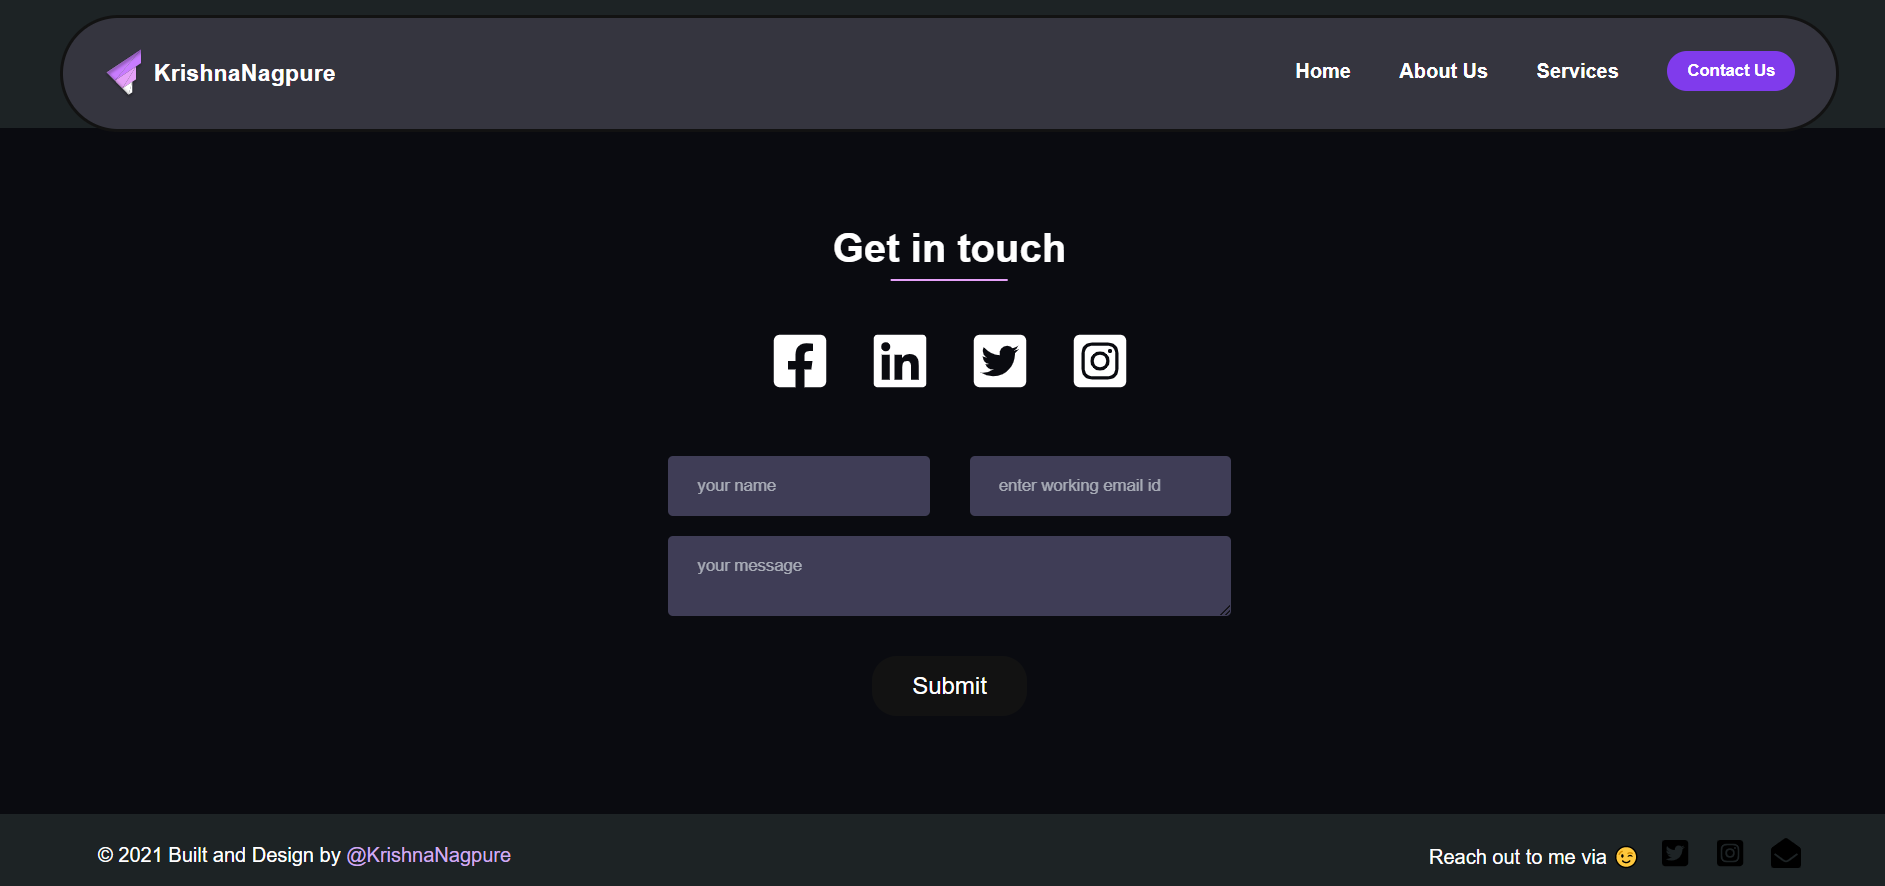 KrishnaNagpure
Home About Us Services Contact Us
Get in touch
your name enter working email id
your message
Submit
© 2021 Built and Design by @KrishnaNagpure
Reach out to me via 😉